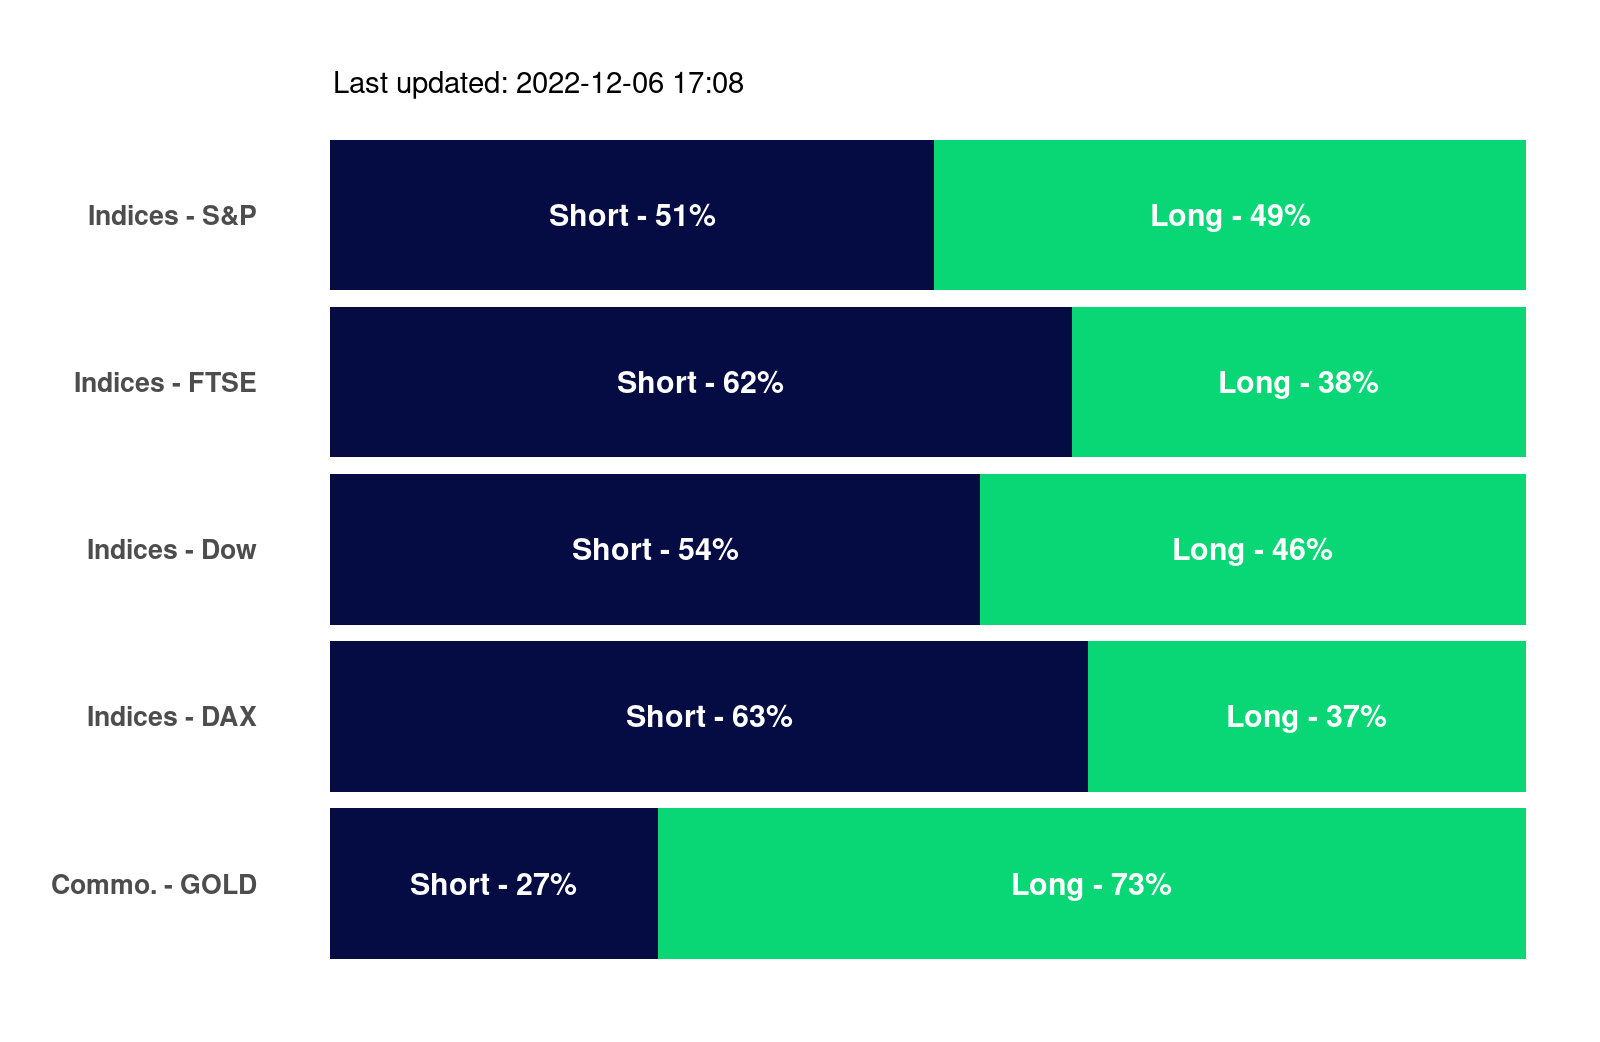 Last updated: 2022-12-06 17:08
Indices - S&P Short - 51% Long - 49%
Indices - FTSE Short - 62% Long - 38%
Indices - Dow Short - 54% Long - 46%
Indices - DAX Short - 63% Long - 37%
Commo. - GOLD Short - 27% Long - 73%